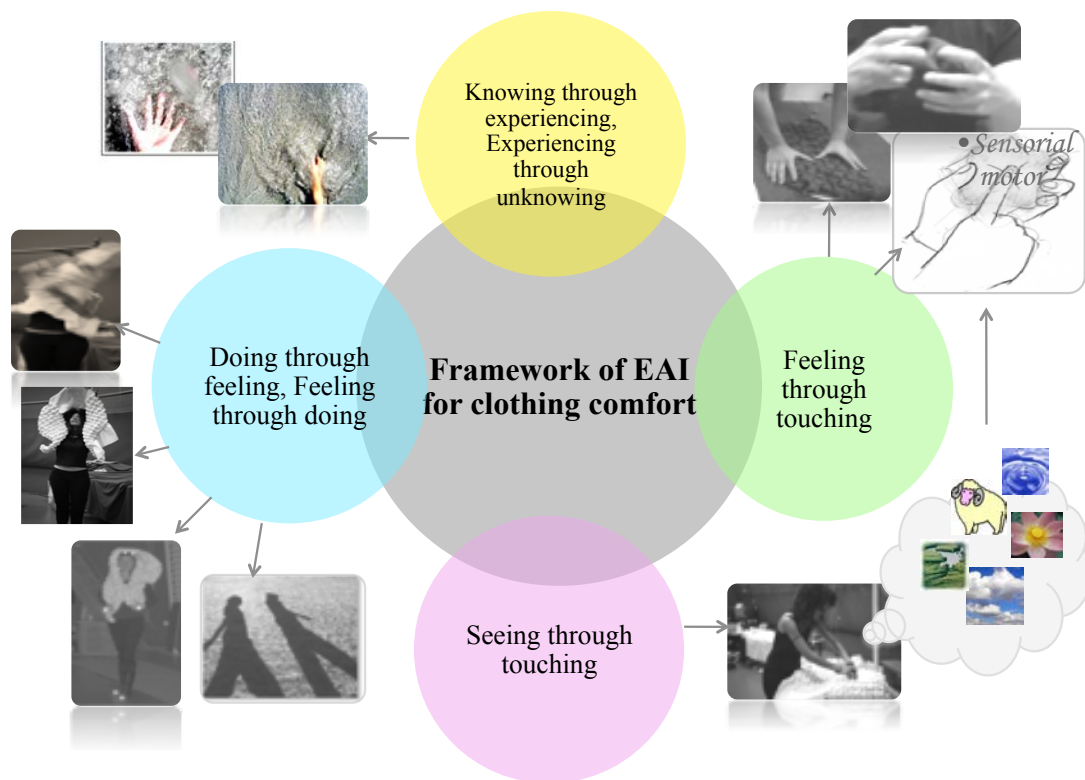 Knowing through
experiencing,
Experiencing
through
unknowing
• Sensorial
motor
Doing through
feeling, Feeling
through doing
Framework of EAI
for clothing comfort
Feeling
through
touching
Seeing through
touching